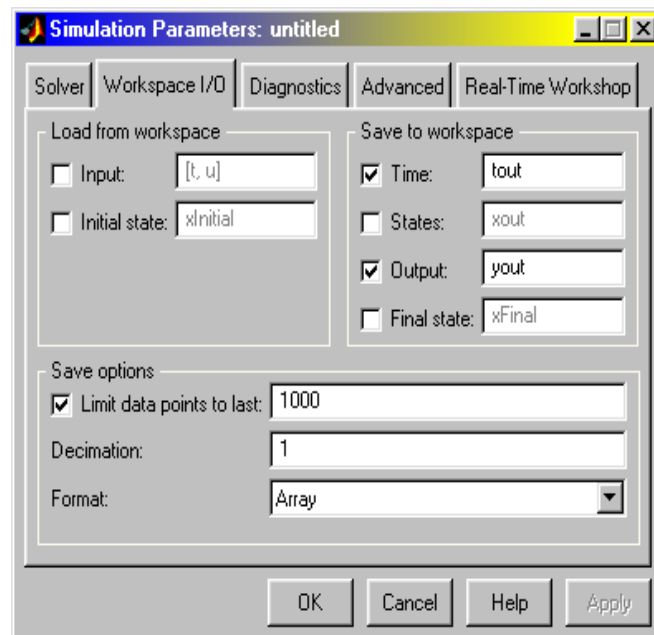 Simulation Parameters: untitled
Solver Workspace I/O Diagnostics Advanced Real-Time Workshop
Load from workspace
Input: [t, u]
Initial state: xInitial
Save to workspace
Time: tout
States: xout
Output: yout
Final state: xFinal
Save options
Limit data points to last: 1000
Decimation: 1
Format: Array
OK Cancel Help Apply